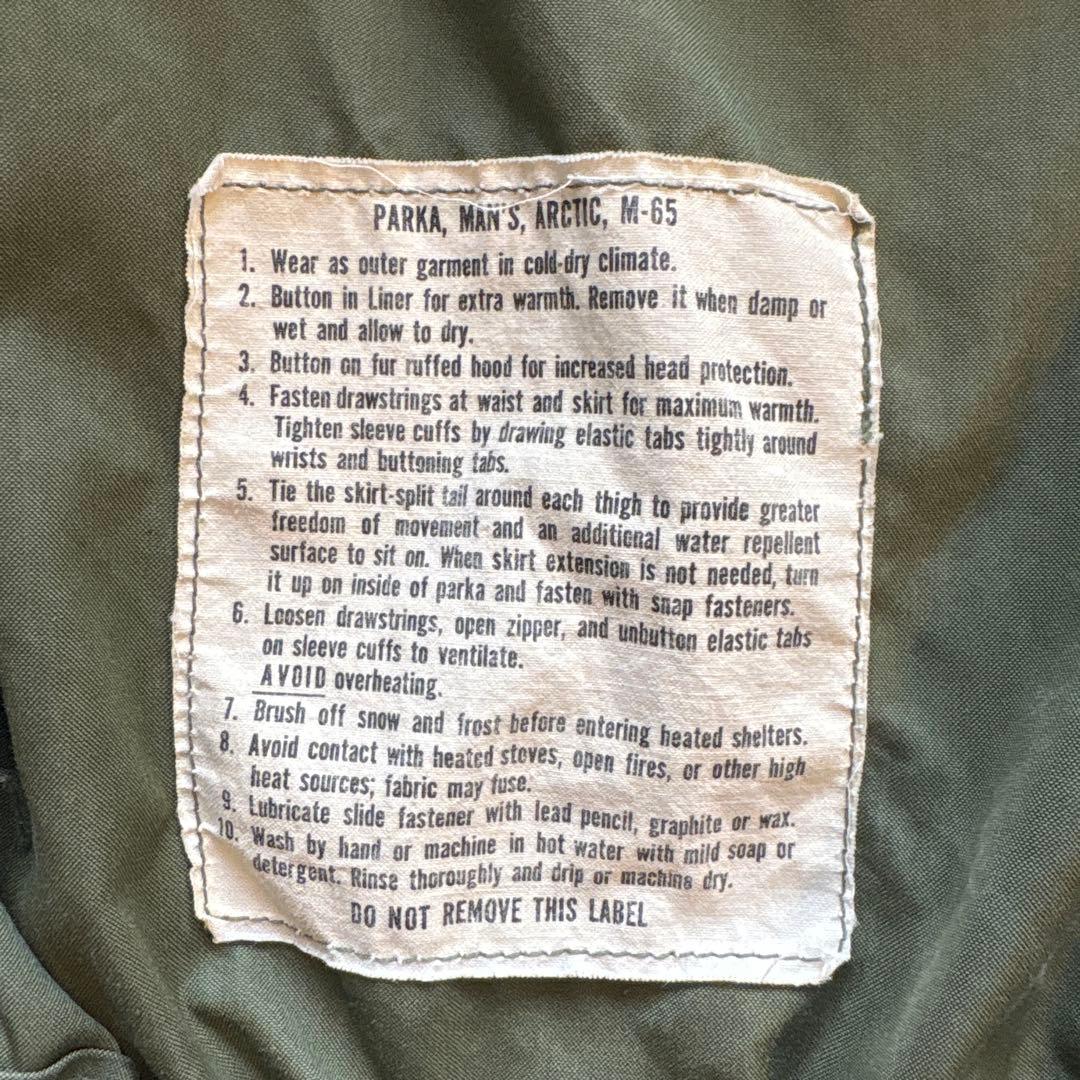 PARKA, MAN'S, ARCTIC, M-65
1. Wear as outer garment in cold-dry climate.
2. Button in Liner for extra warmth. Remove it when damp or
wet and allow to dry.
3. Button on fur ruffed hood for increased head protection.
4. Fasten drawstrings at waist and skirt for maximum warmth.
Tighten sleeve cuffs by drawing elastic tabs tightly around
wrists and buttoning tabs.
5. Tie the skirt-split tail around each thigh to provide greater
freedom of movement and an additional water repellent
surface to sit on. When skirt extension is not needed, turn
it up on inside of parka and fasten with snap fasteners.
6. Loosen drawstrings, open zipper, and unbutton elastic tabs
on sleeve cuffs to ventilate.
AVOID overheating.
7. Brush off snow and frost before entering heated shelters.
8. Avoid contact with heated stoves, open fires, or other high
heat sources; fabric may fuse.
9. Lubricate slide fastener with lead pencil, graphite or wax.
10. Wash by hand or machine in hot water with mild soap or
detergent. Rinse thoroughly and drip or machine dry.
DO NOT REMOVE THIS LABEL